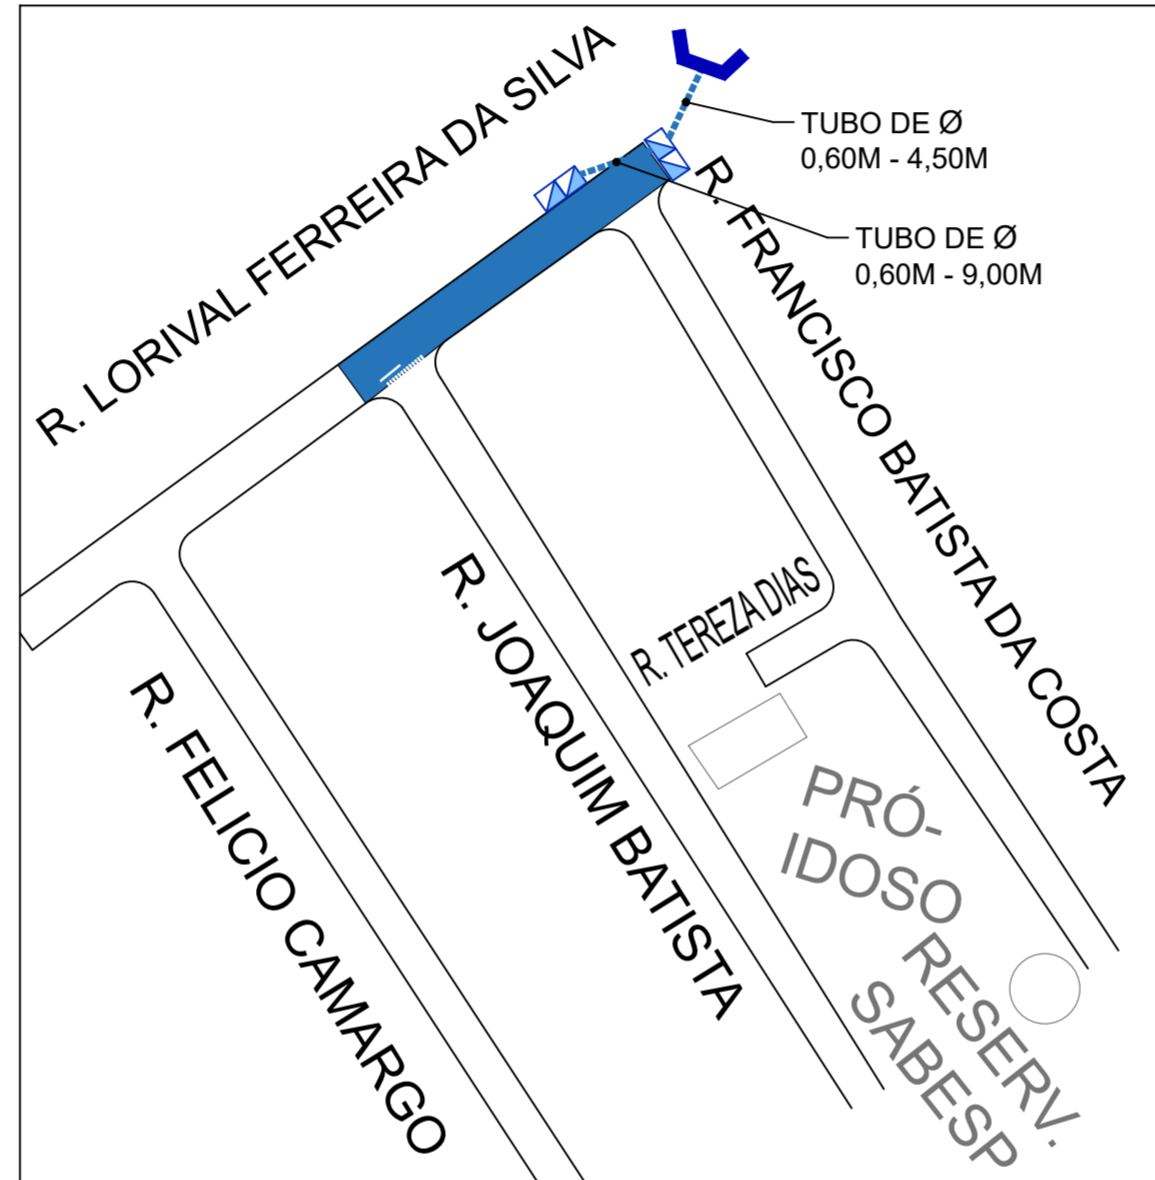 R. LORIVAL FERREIRA DA SILVA
TUBO DE Ø
0,60M - 4,50M
R. FRANCISCO BATISTA DA COSTA
TUBO DE Ø
0,60M - 9,00M
R. TEREZA DIAS
R. JOAQUIM BATISTA
R. FELICIO CAMARGO
PRÓ-
IDOSO
RESERV.
SABESP